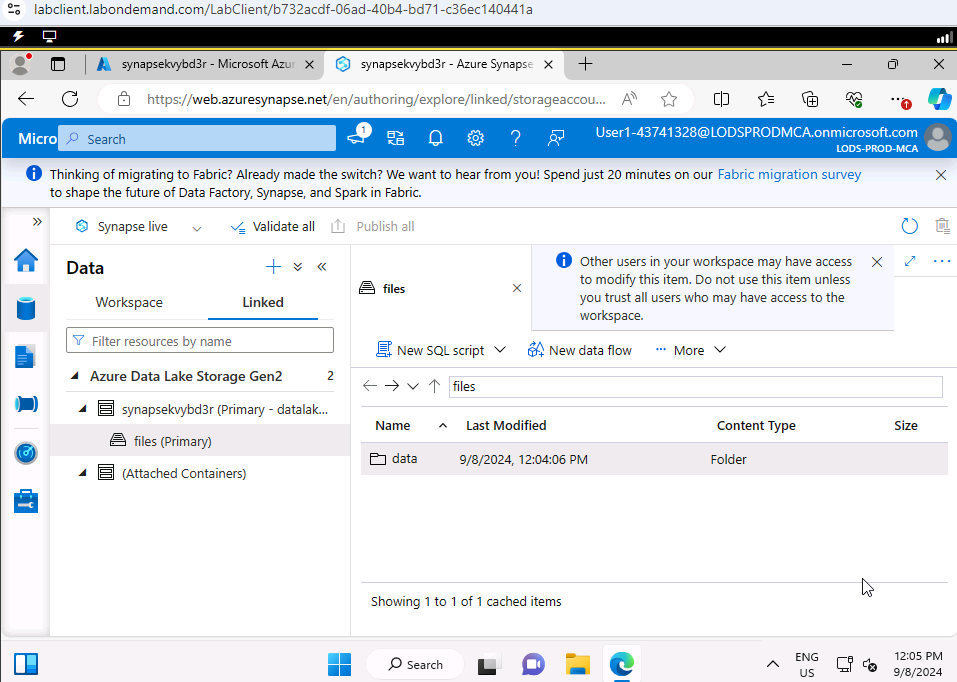 labclient.labondemand.com/LabClient/b732acdf-06ad-40b4-bd71-c36ec140441a
synapsekvybd3r - Microsoft Azur
synapsekvybd3r - Azure Synapse
https://web.azuresynapse.net/en/authoring/explore/linked/storageaccou...
Micro
Search
1
User1-43741328@LODSPRODMCA.onmicrosoft.com
LODS-PROD-MCA
Thinking of migrating to Fabric? Already made the switch? We want to hear from you! Spend just 20 minutes on our Fabric migration survey
to shape the future of Data Factory, Synapse, and Spark in Fabric.
Synapse live
Validate all
Publish all
Data
Workspace
Linked
Filter resources by name
Azure Data Lake Storage Gen2 2
synapsekvybd3r (Primary - datalak...
files (Primary)
(Attached Containers)
files
Other users in your workspace may have access
to modify this item. Do not use this item unless
you trust all users who may have access to the
workspace.
New SQL script
New data flow
More
files
Name Last Modified Content Type Size
data 9/8/2024, 12:04:06 PM Folder
Showing 1 to 1 of 1 cached items
Search
ENG
US
12:05 PM
9/8/2024